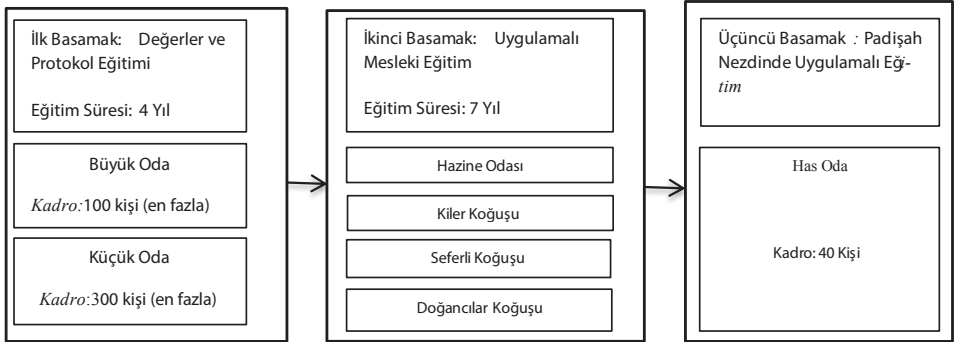 İlk Basamak: Değerler ve
Protokol Eğitimi
Eğitim Süresi: 4 Yıl
Büyük Oda
Kadro:100 kişi (en fazla)
Küçük Oda
Kadro:300 kişi (en fazla)
İkinci Basamak: Uygulamalı
Mesleki Eğitim
Eğitim Süresi: 7 Yıl
Hazine Odası
Kiler Koğuşu
Seferli Koğuşu
Doğancılar Koğuşu
Üçüncü Basamak : Padişah
Nezdinde Uygulamalı Eği-
tim
Has Oda
Kadro: 40 Kişi